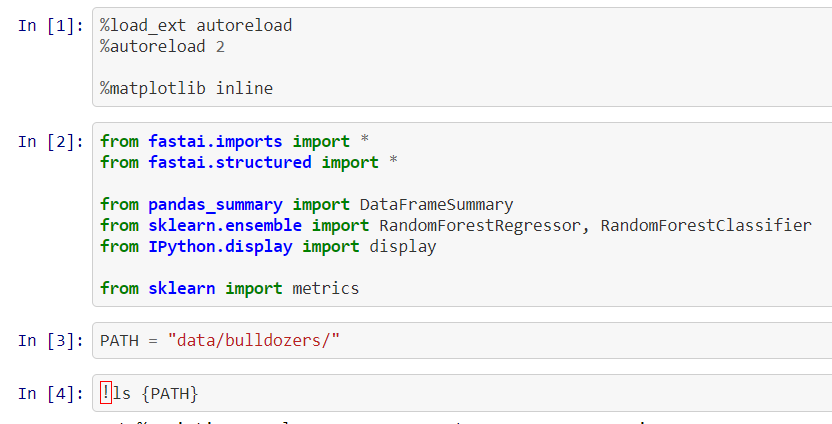 In [1]: %load_ext autoreload
%autoreload 2
%matplotlib inline
In [2]: from fastai.imports import *
from fastai.structured import *
from pandas_summary import DataFrameSummary
from sklearn.ensemble import RandomForestRegressor, RandomForestClassifier
from IPython.display import display
from sklearn import metrics
In [3]: PATH = "data/bulldozers/"
In [4]: !ls {PATH}